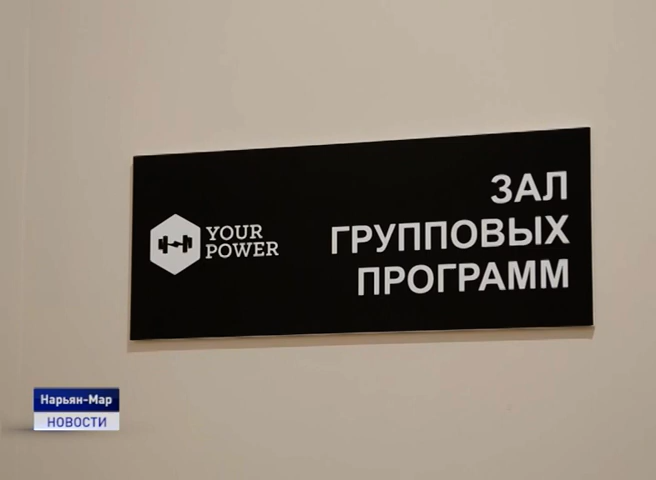 YOUR
POWER
ЗАЛ
ГРУППОВЫХ
ПРОГРАММ
Нарьян-Мар
НОВОСТИ